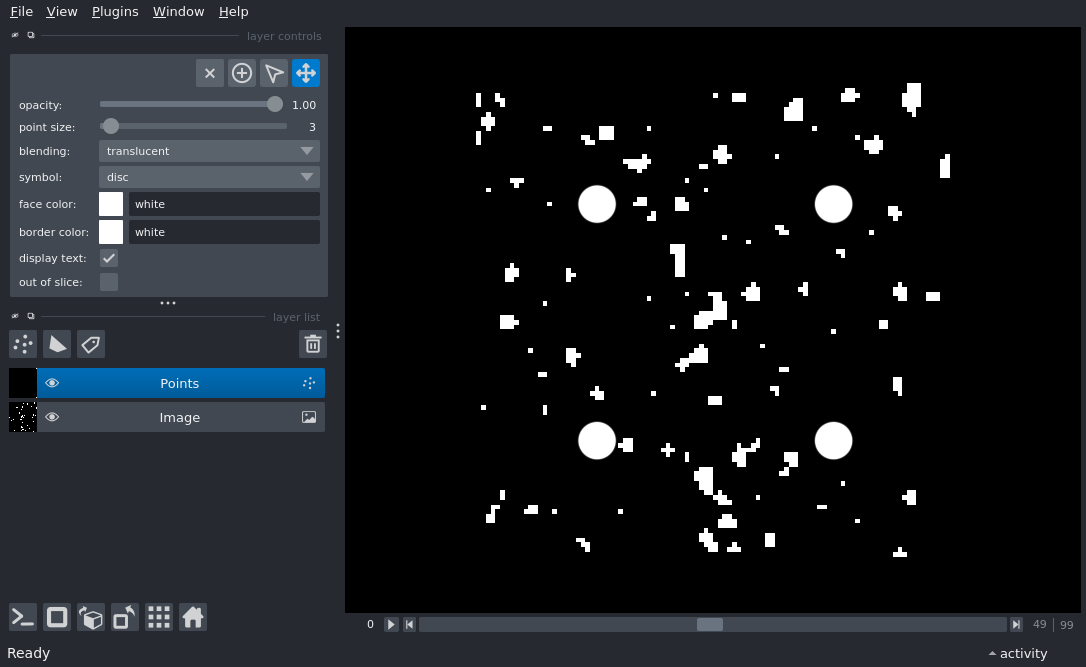 File View Plugins Window Help
layer controls
opacity: 1.00
point size: 3
blending: translucent
symbol: disc
face color: white
border color: white
display text:
out of slice:
layer list
Points
Image
0 49 | 99
Ready
activity